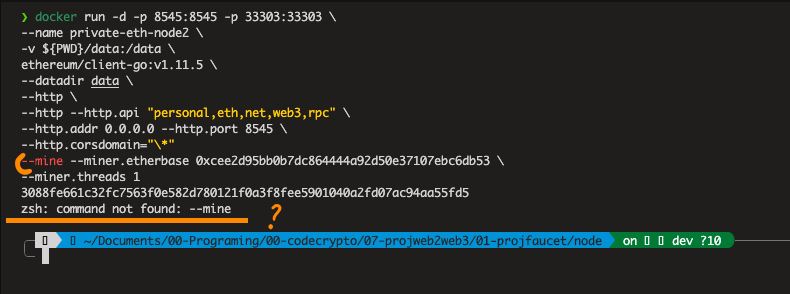 ❯ docker run -d -p 8545:8545 -p 33303:33303 \
--name private-eth-node2 \
-v ${PWD}/data:/data \
ethereum/client-go:v1.11.5 \
--datadir data \
--http \
--http --http.api "personal,eth,net,web3,rpc" \
--http.addr 0.0.0.0 --http.port 8545 \
--http.corsdomain="\*"
--mine --miner.etherbase 0xcee2d95bb0b7dc864444a92d50e37107ebc6db53 \
--miner.threads 1
3088fe661c32fc7563f0e582d780121f0a3f8fee5901040a2fd07ac94aa55fd5
zsh: command not found: --mine
?
~/Documents/00-Programing/00-codecrypto/07-projweb2web3/01-projfaucet/node on dev ?10